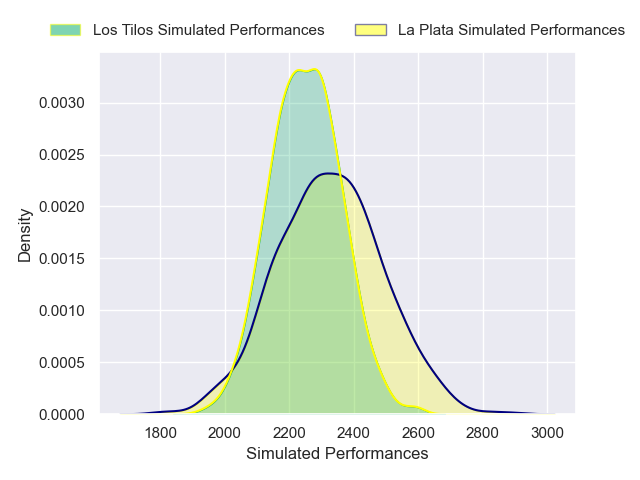 Los Tilos Simulated Performances La Plata Simulated Performances
0.0030
0.0025
0.0020
0.0015
0.0010
0.0005
0.0000
Density
1800 2000 2200 2400 2600 2800 3000
Simulated Performances